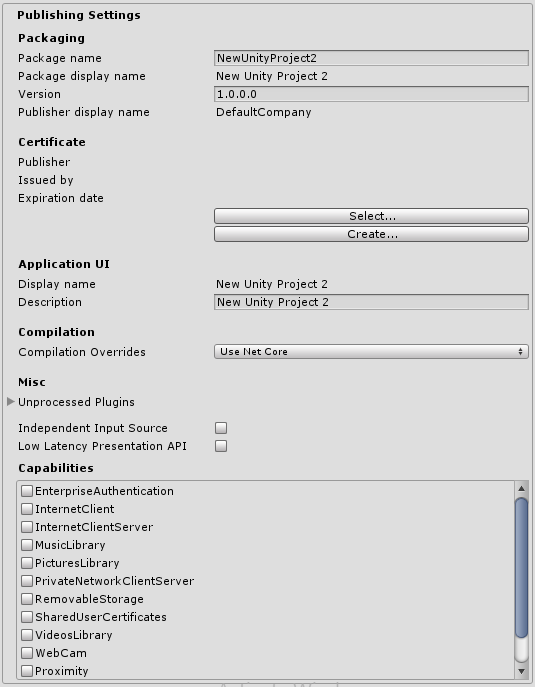 Publishing Settings
Packaging
Package name NewUnityProject2
Package display name New Unity Project 2
Version 1.0.0.0
Publisher display name DefaultCompany
Certificate
Publisher
Issued by
Expiration date
Select...
Create...
Application UI
Display name New Unity Project 2
Description New Unity Project 2
Compilation
Compilation Overrides Use Net Core
Misc
Unprocessed Plugins
Independent Input Source
Low Latency Presentation API
Capabilities
EnterpriseAuthentication
InternetClient
InternetClientServer
MusicLibrary
PicturesLibrary
PrivateNetworkClientServer
RemovableStorage
SharedUserCertificates
VideosLibrary
WebCam
Proximity